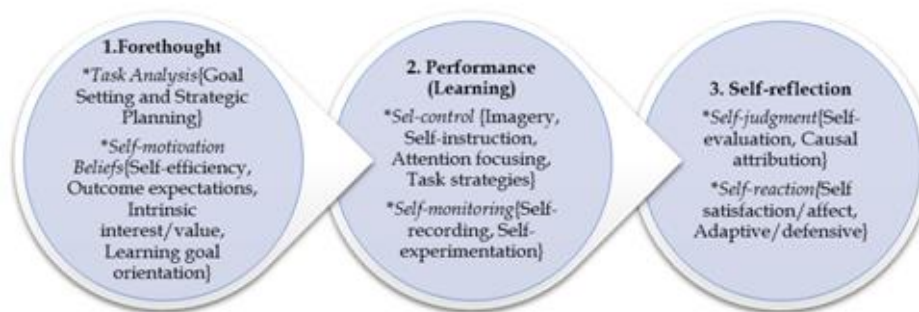 1.Forethought
*Task Analysis{Goal
Setting and Strategic
Planning}
*Self-motivation
Beliefs{Self-efficiency,
Outcome expectations,
Intrinsic
interest/value,
Learning goal
orientation}
2. Performance
(Learning)
*Sel-control {Imagery,
Self-instruction,
Attention focusing,
Task strategies}
*Self-monitoring{Self-
recording, Self-
experimentation}
3. Self-reflection
*Self-judgment{Self-
evaluation, Causal
attribution}
*Self-reaction{Self
satisfaction/affect,
Adaptive/defensive}